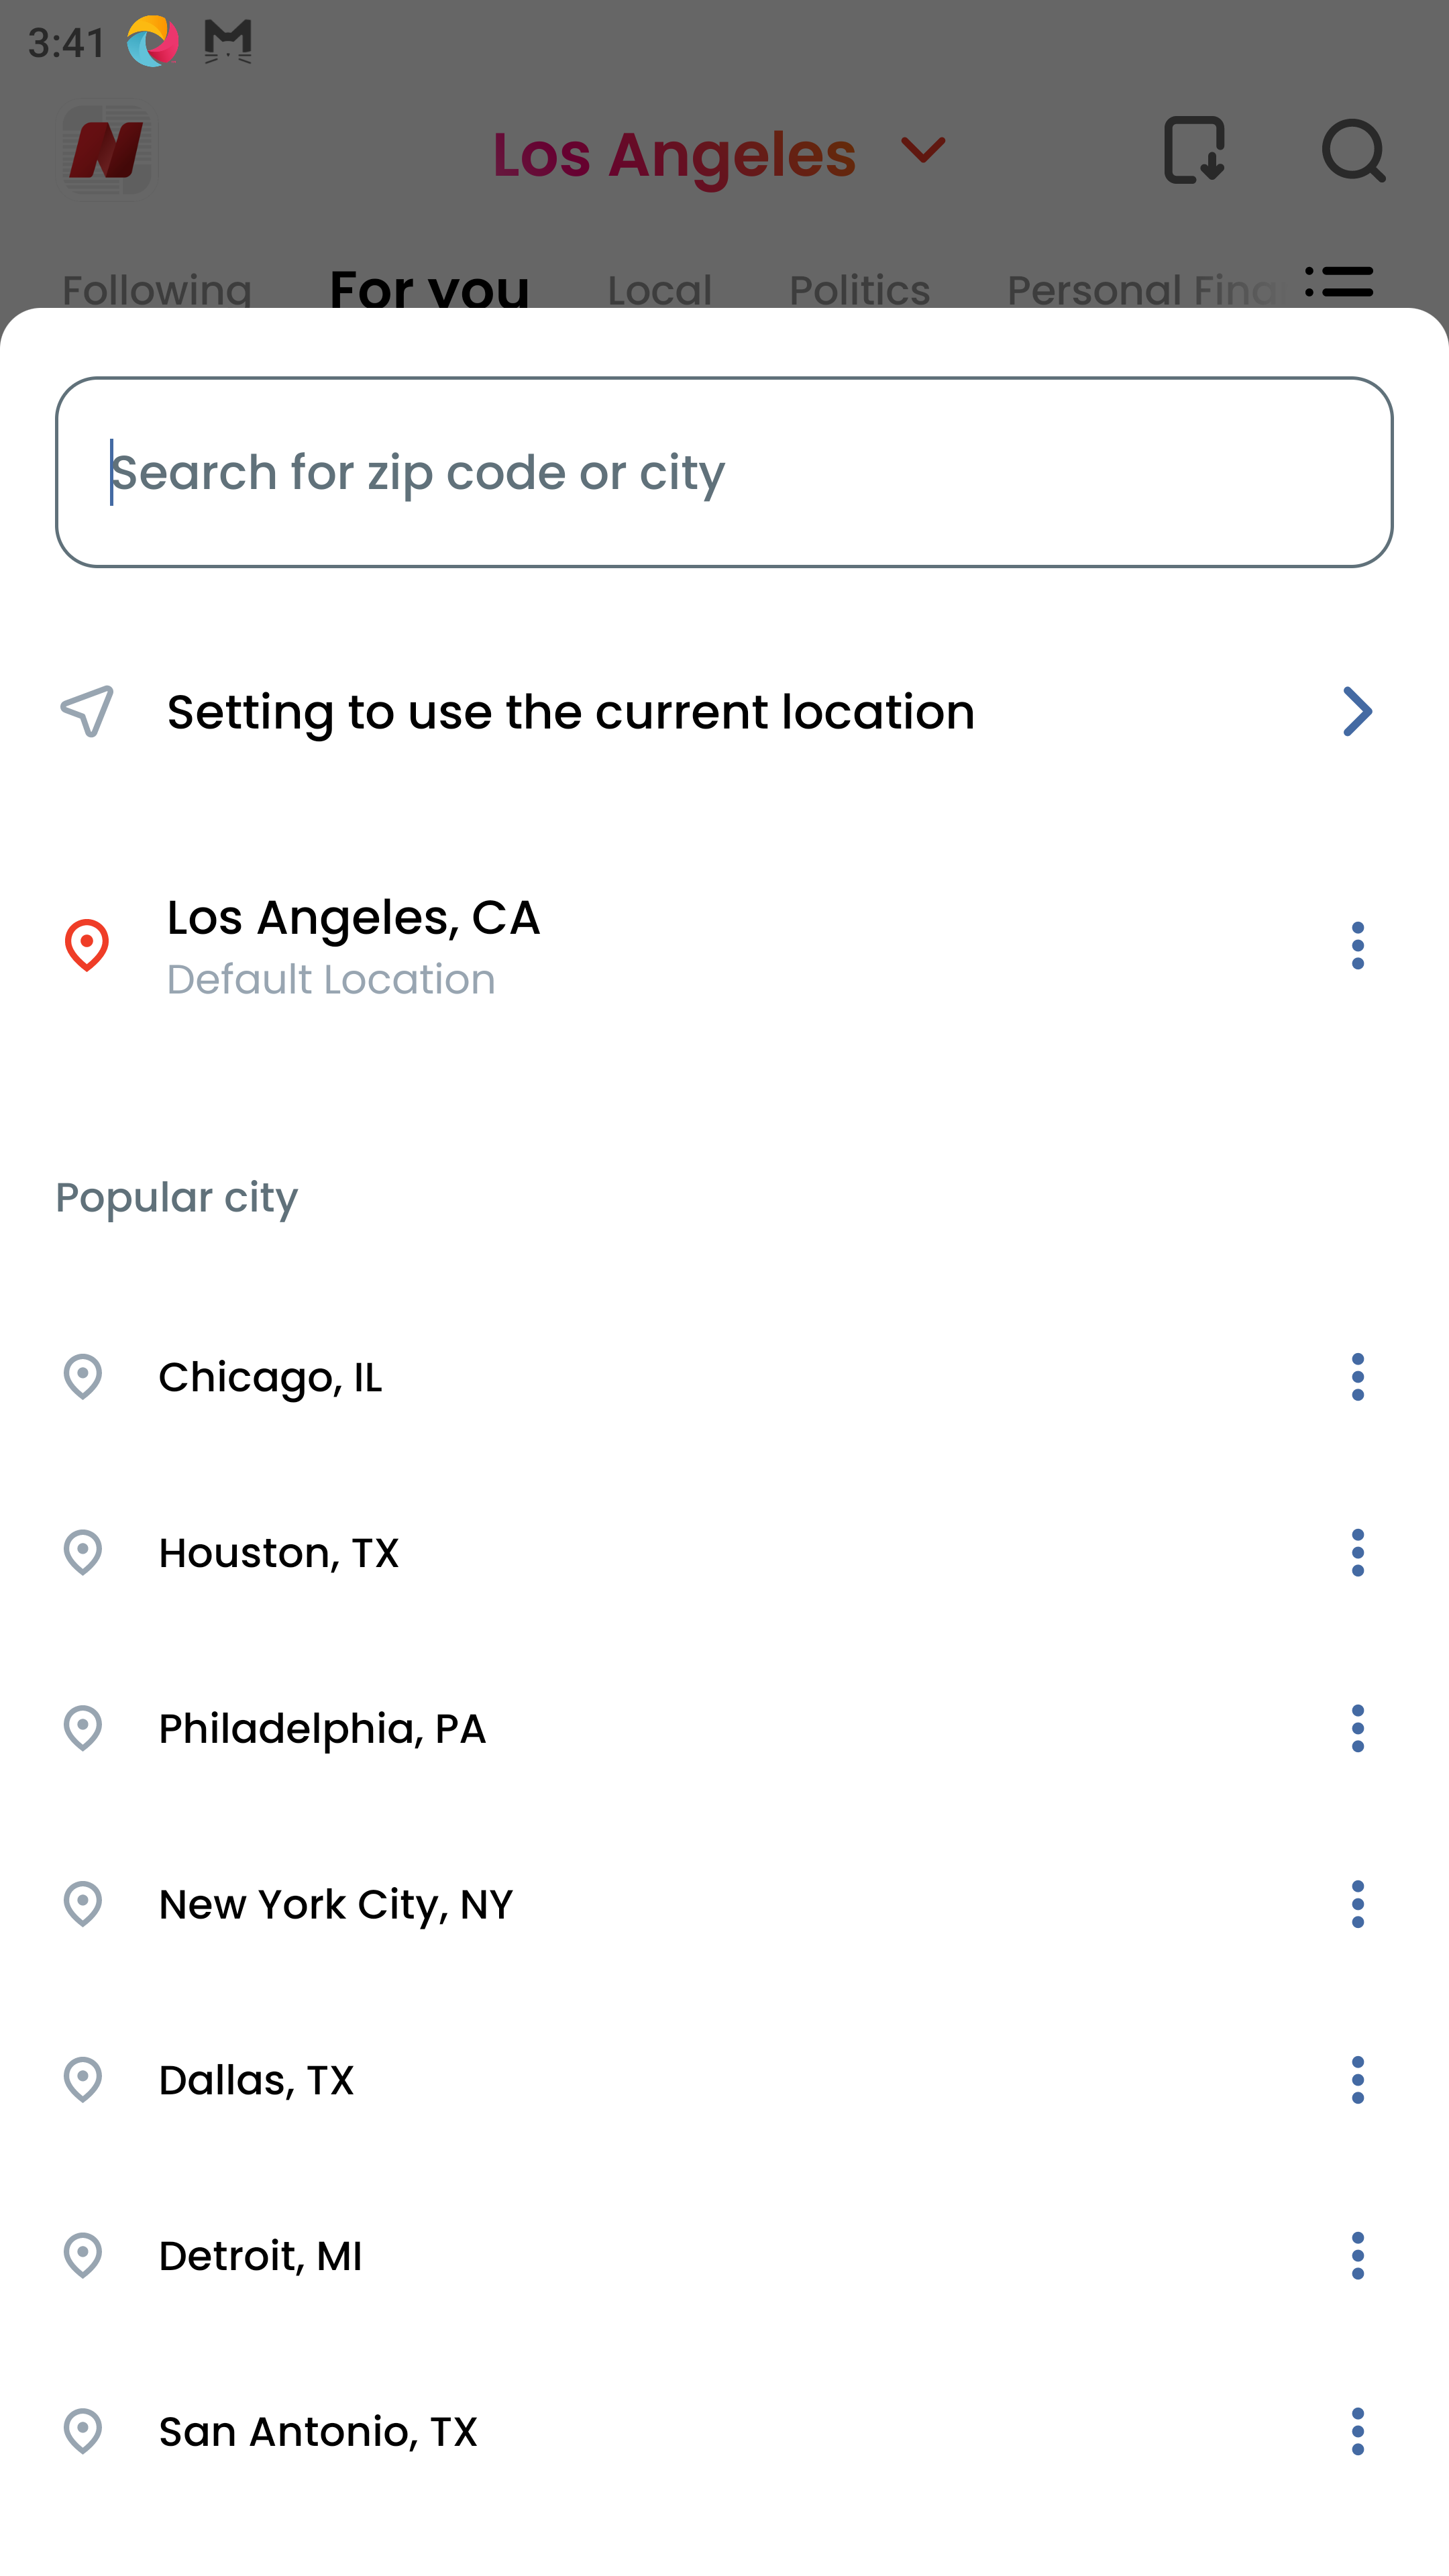 3:41
Los Angeles
Following For you Local Politics Personal
Search for zip code or city
Setting to use the current location
Los Angeles, CA
Default Location
Popular city
Chicago, IL
Houston, TX
Philadelphia, PA
New York City, NY
Dallas, TX
Detroit, MI
San Antonio, TX